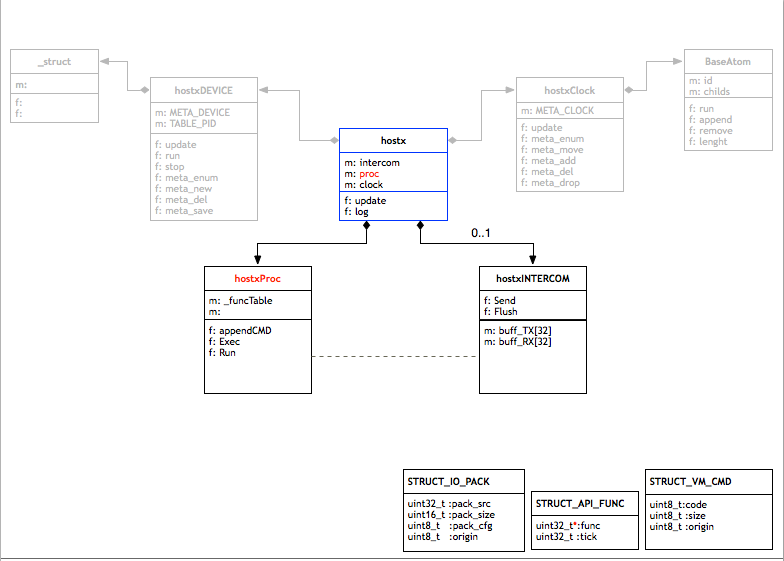 _struct
m:
f:
f:
hostxDEVICE
m: META_DEVICE
m: TABLE_PID
f: update
f: run
f: stop
f: meta_enum
f: meta_new
f: meta_del
f: meta_save
hostx
m: intercom
m: proc
m: clock
f: update
f: log
hostxClock
m: META_CLOCK
f: update
f: meta_enum
f: meta_move
f: meta_add
f: meta_del
f: meta_drop
BaseAtom
m: id
m: childs
f: run
f: append
f: remove
f: lenght
0..1
hostxProc
m: _funcTable
m:
f: appendCMD
f: Exec
f: Run
hostxINTERCOM
f: Send
f: Flush
m: buff_TX[32]
m: buff_RX[32]
STRUCT_IO_PACK
uint32_t :pack_src
uint16_t :pack_size
uint8_t :pack_cfg
uint8_t :origin
STRUCT_API_FUNC
uint32_t*:func
uint32_t :tick
STRUCT_VM_CMD
uint8_t:code
uint8_t :size
uint8_t :origin